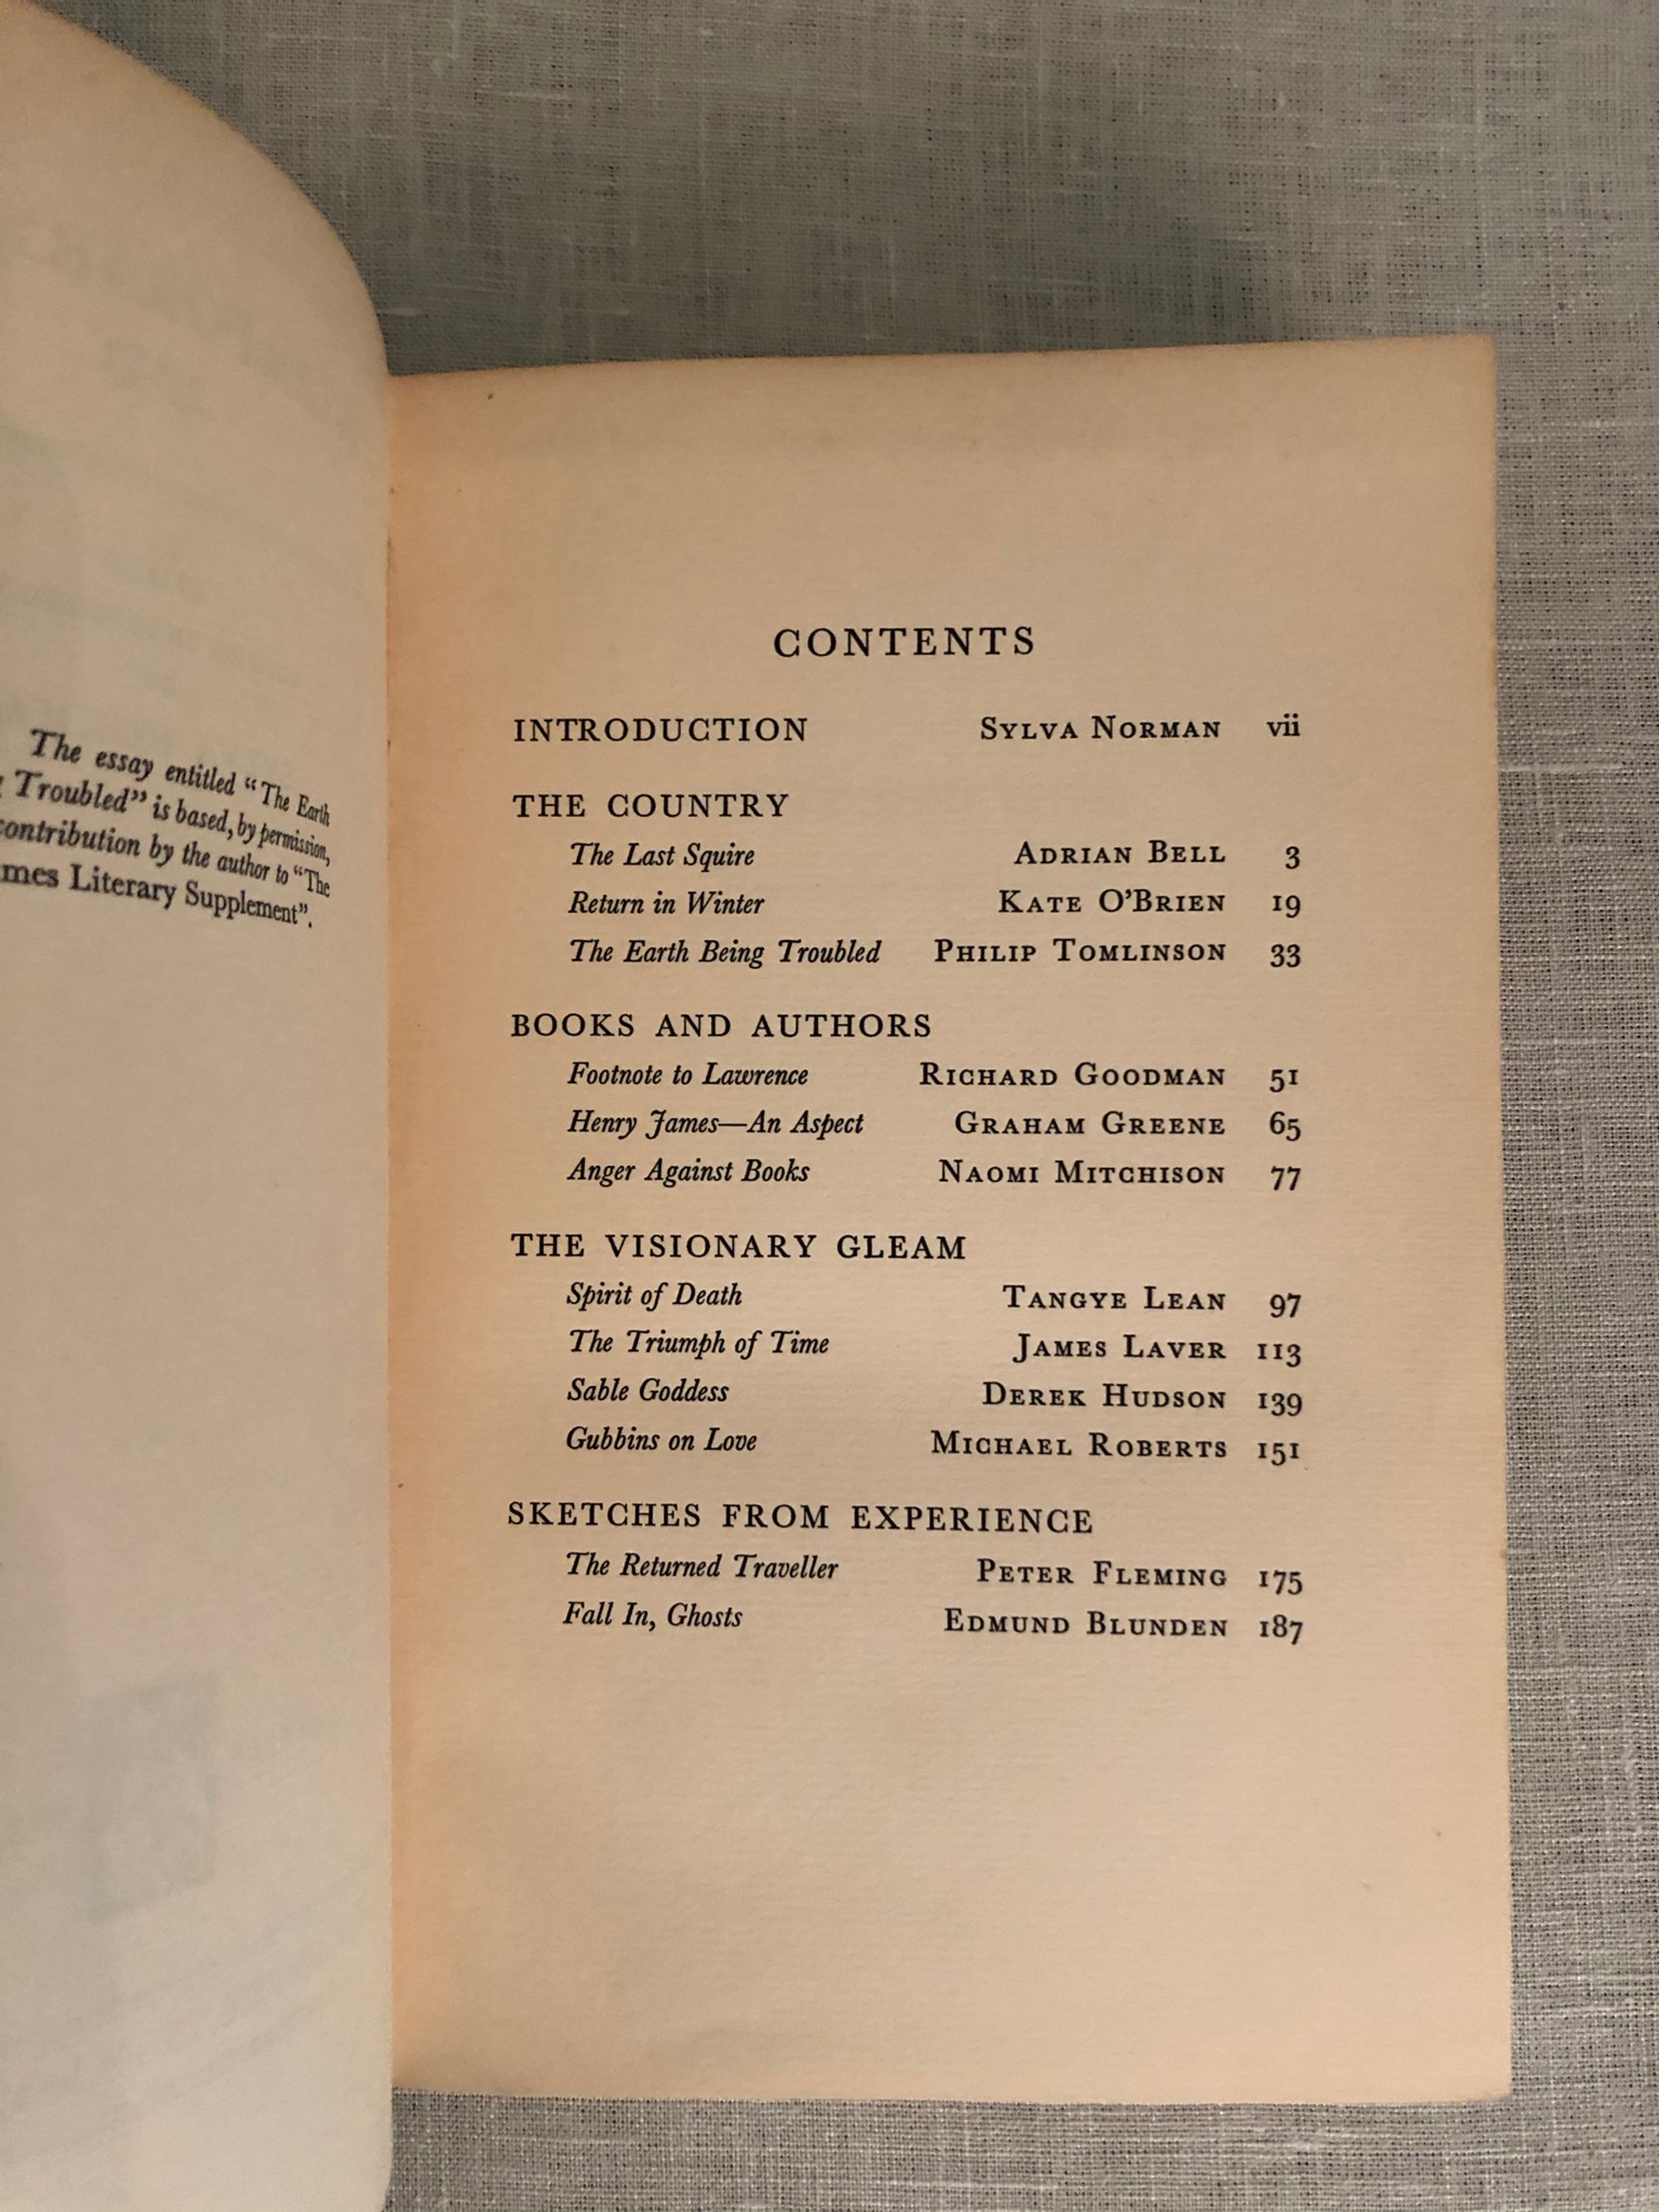 The essay entitled "The Earth
Troubled" is based, by permission,
contribution by the author to "The
Literary Supplement".
CONTENTS
INTRODUCTION SYLVA NORMAN vii
THE COUNTRY
The Last Squire ADRIAN BELL 3
Return in Winter KATE O'BRIEN 19
The Earth Being Troubled PHILIP TOMLINSON 33
BOOKS AND AUTHORS
Footnote to Lawrence RICHARD GOODMAN 51
Henry James—An Aspect GRAHAM GREENE 65
Anger Against Books NAOMI MITCHISON 77
THE VISIONARY GLEAM
Spirit of Death TANGYE LEAN 97
The Triumph of Time JAMES LAVER 113
Sable Goddess DEREK HUDSON 139
Gubbins on Love MICHAEL ROBERTS 151
SKETCHES FROM EXPERIENCE
The Returned Traveller PETER FLEMING 175
Fall In, Ghosts EDMUND BLUNDEN 187